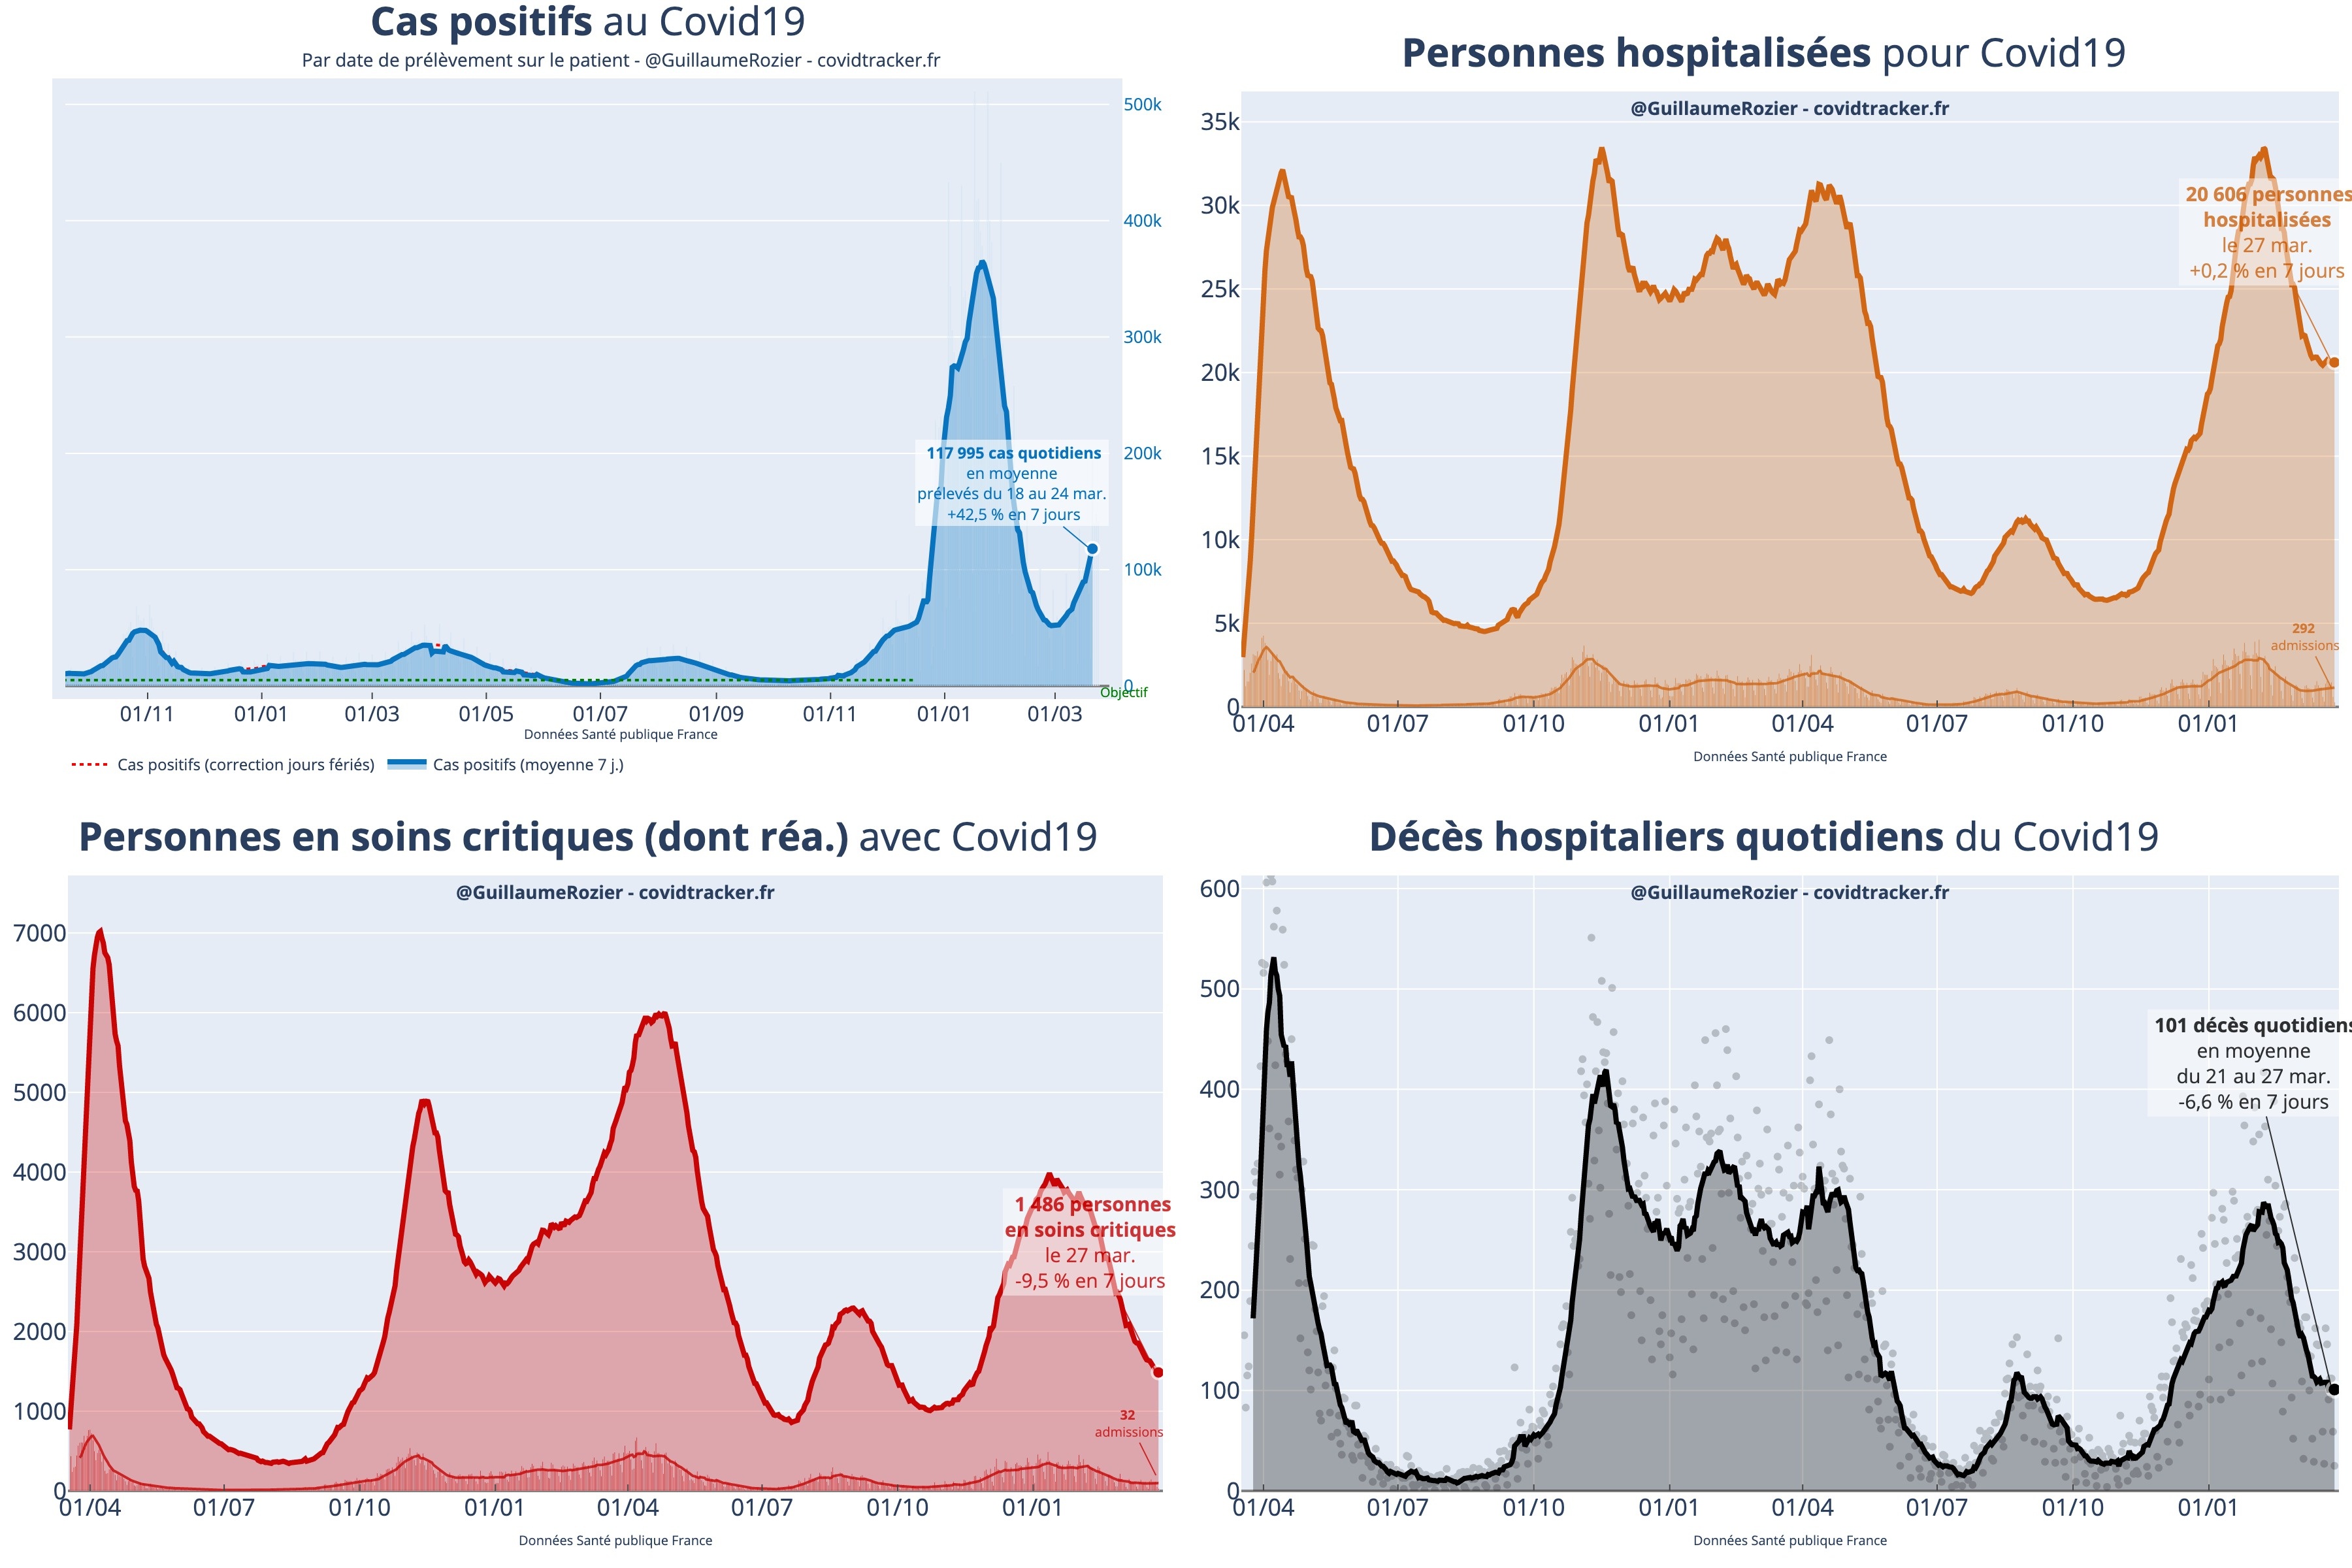 Cas positifs au Covid19
Par date de prélèvement sur le patient - @GuillaumeRozier - covidtracker.fr
500k
400k
300k
200k
100k
0
117 995 cas quotidiens
en moyenne
prélevés du 18 au 24 mar.
+42,5 % en 7 jours
Objectif
01/11 01/01 01/03 01/05 01/07 01/09 01/11 01/01 01/03
Données Santé publique France
Cas positifs (correction jours fériés) Cas positifs (moyenne 7 j.)
Personnes hospitalisées pour Covid19
@GuillaumeRozier - covidtracker.fr
35k
30k
25k
20k
15k
10k
5k
0
20 606 personnes
hospitalisées
le 27 mar.
+0,2 % en 7 jours
292
admissions
01/04 01/07 01/10 01/01 01/04 01/07 01/10 01/01
Données Santé publique France
Personnes en soins critiques (dont réa.) avec Covid19
@GuillaumeRozier - covidtracker.fr
7000
6000
5000
4000
3000
2000
1000
0
1 486 personnes
en soins critiques
le 27 mar.
-9,5 % en 7 jours
32
admissions
01/04 01/07 01/10 01/01 01/04 01/07 01/10 01/01
Données Santé publique France
Décès hospitaliers quotidiens du Covid19
@GuillaumeRozier - covidtracker.fr
600
500
400
300
200
100
0
101 décès quotidiens
en moyenne
du 21 au 27 mar.
-6,6 % en 7 jours
01/04 01/07 01/10 01/01 01/04 01/07 01/10 01/01
Données Santé publique France